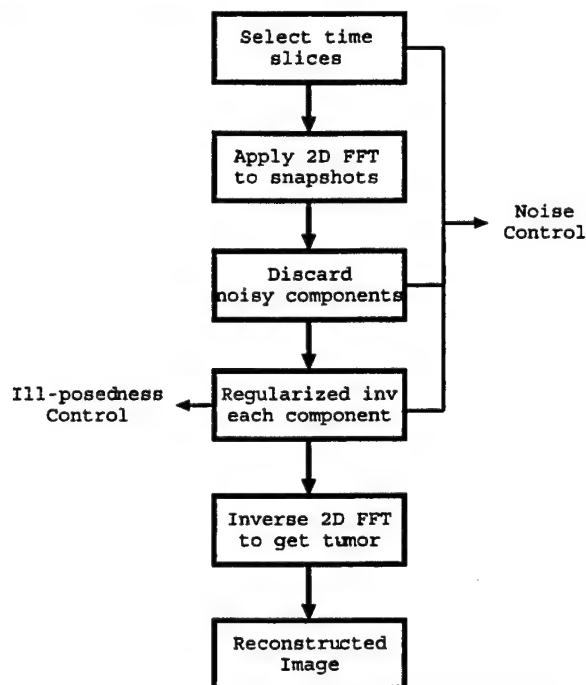 Select time
slices
Apply 2D FFT
to snapshots
Noise
Control
Discard
noisy components
Ill-posedness
Control
Regularized inv
each component
Inverse 2D FFT
to get tumor
Reconstructed
Image